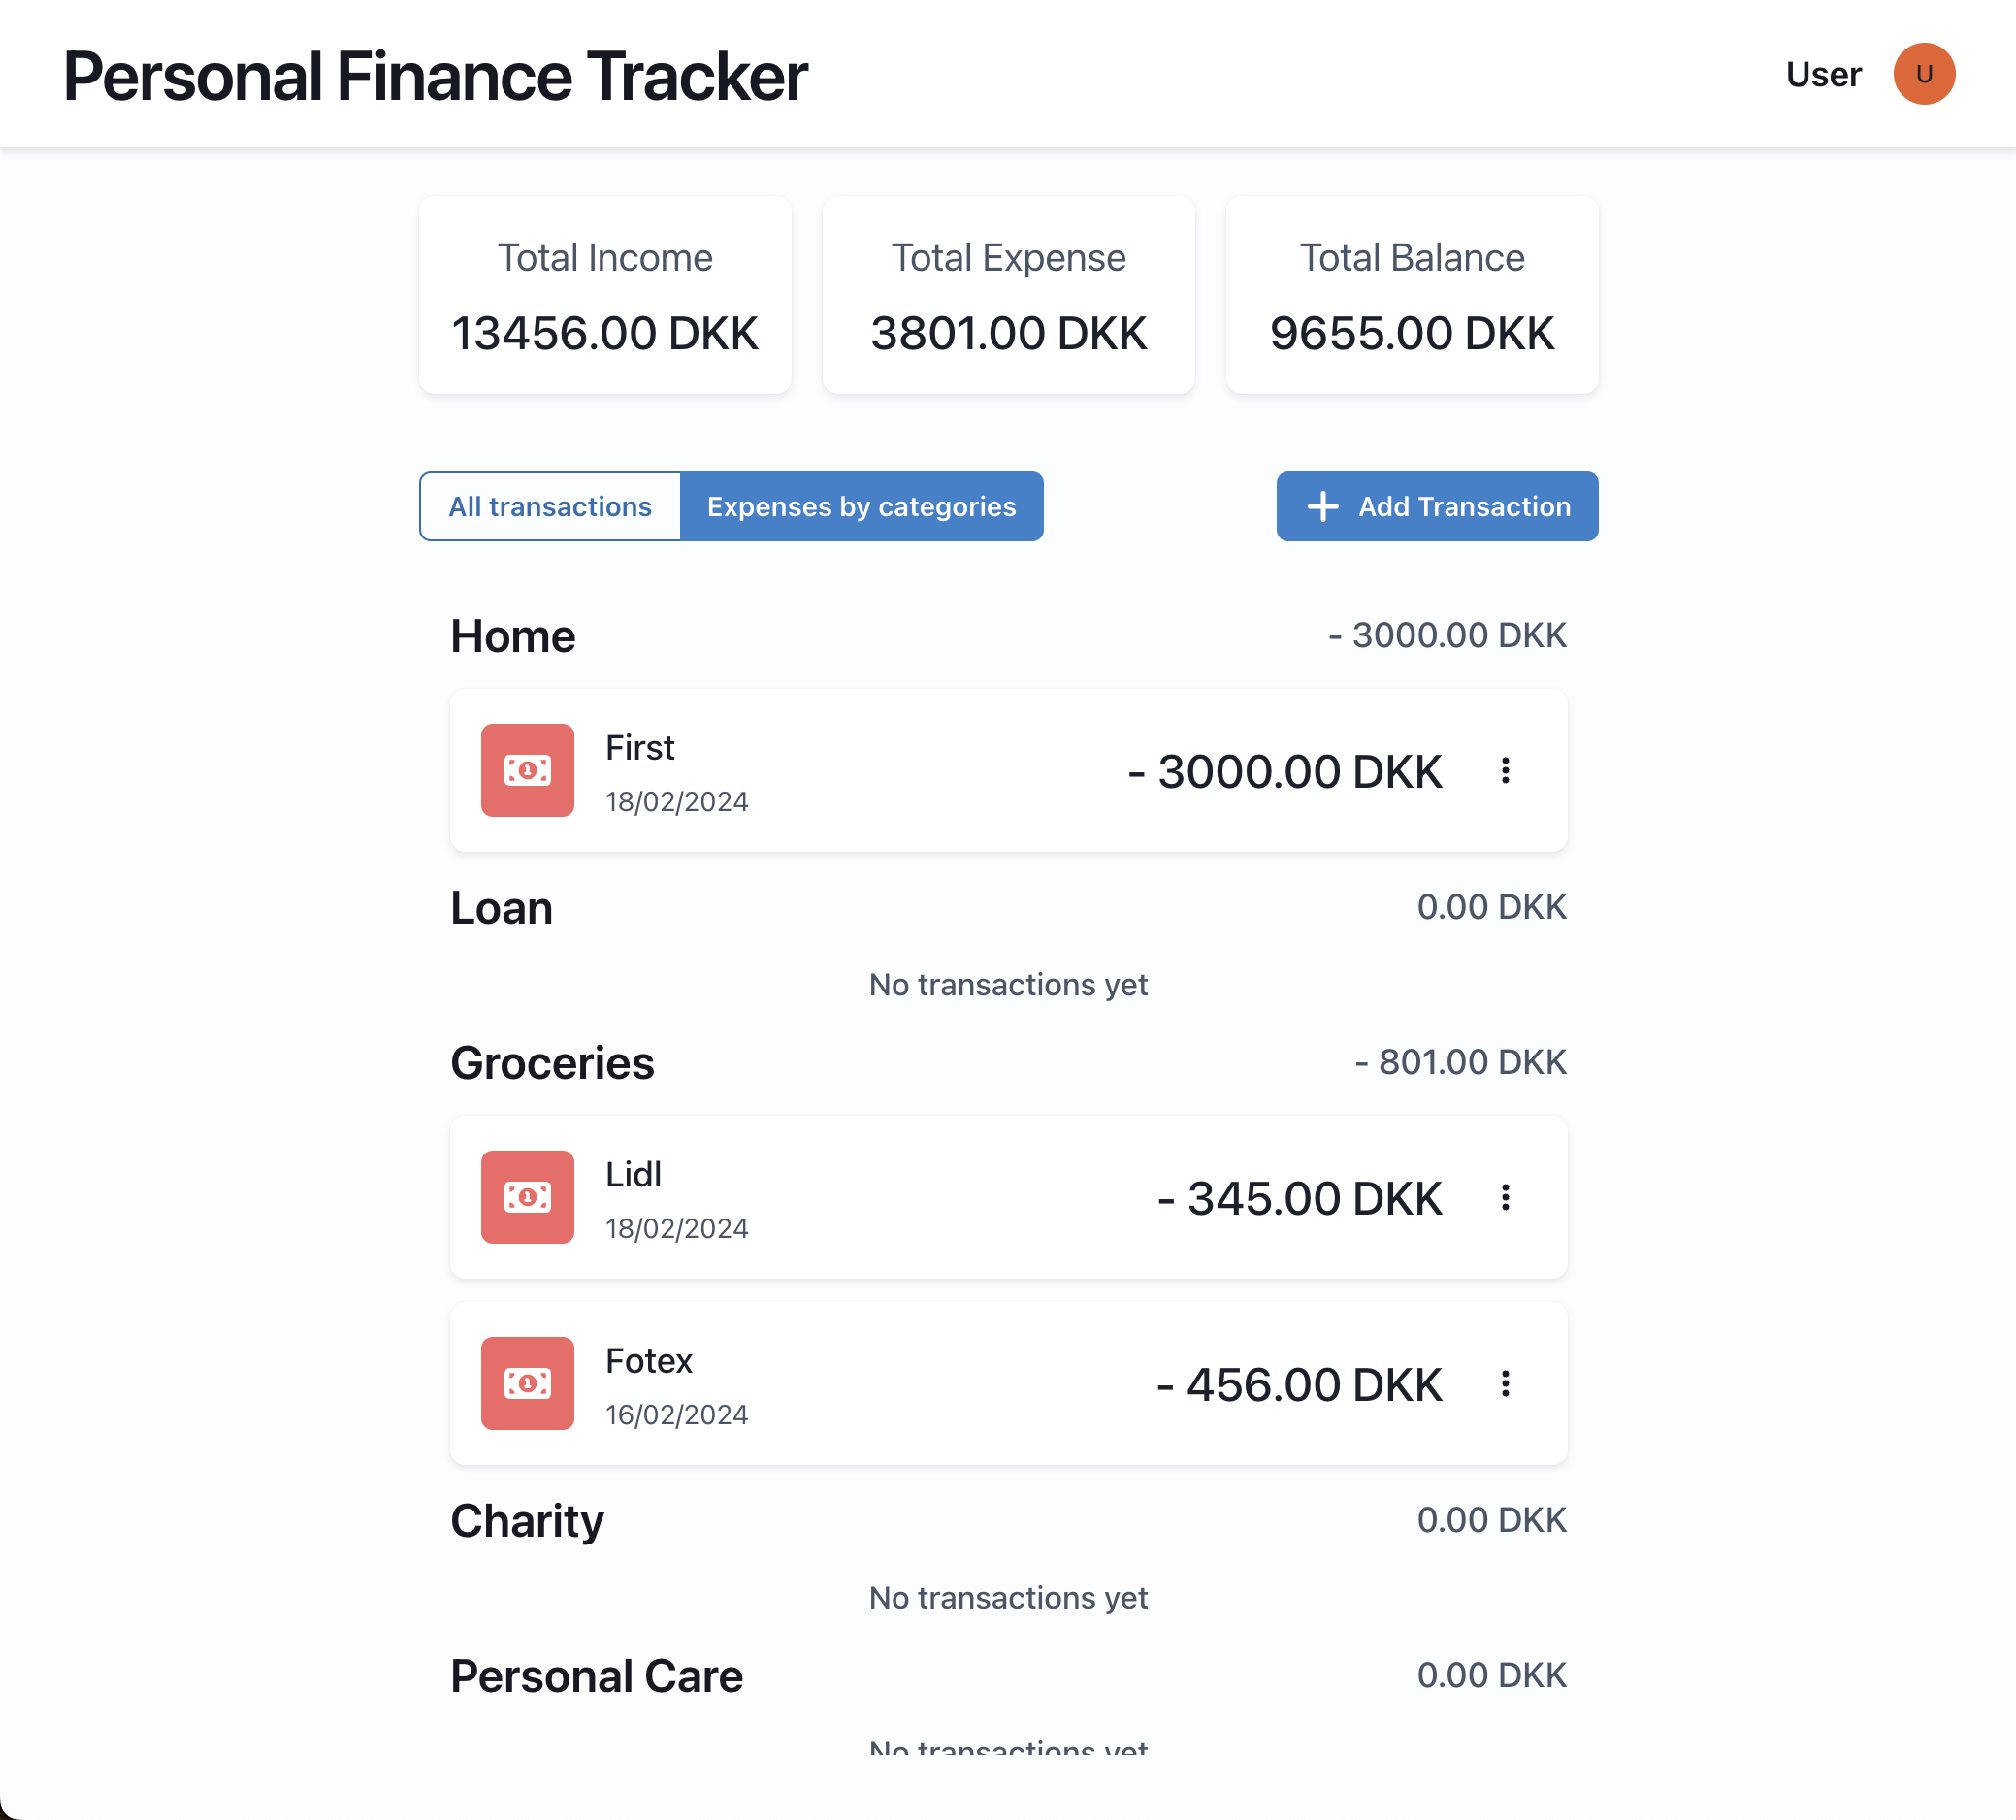 Personal Finance Tracker
User
U
Total Income
13456.00 DKK
Total Expense
3801.00 DKK
Total Balance
9655.00 DKK
All transactions
Expenses by categories
Add Transaction
Home
- 3000.00 DKK
First
18/02/2024
- 3000.00 DKK
Loan
0.00 DKK
No transactions yet
Groceries
- 801.00 DKK
Lidl
18/02/2024
- 345.00 DKK
Fotex
16/02/2024
- 456.00 DKK
Charity
0.00 DKK
No transactions yet
Personal Care
0.00 DKK
No transactions yet